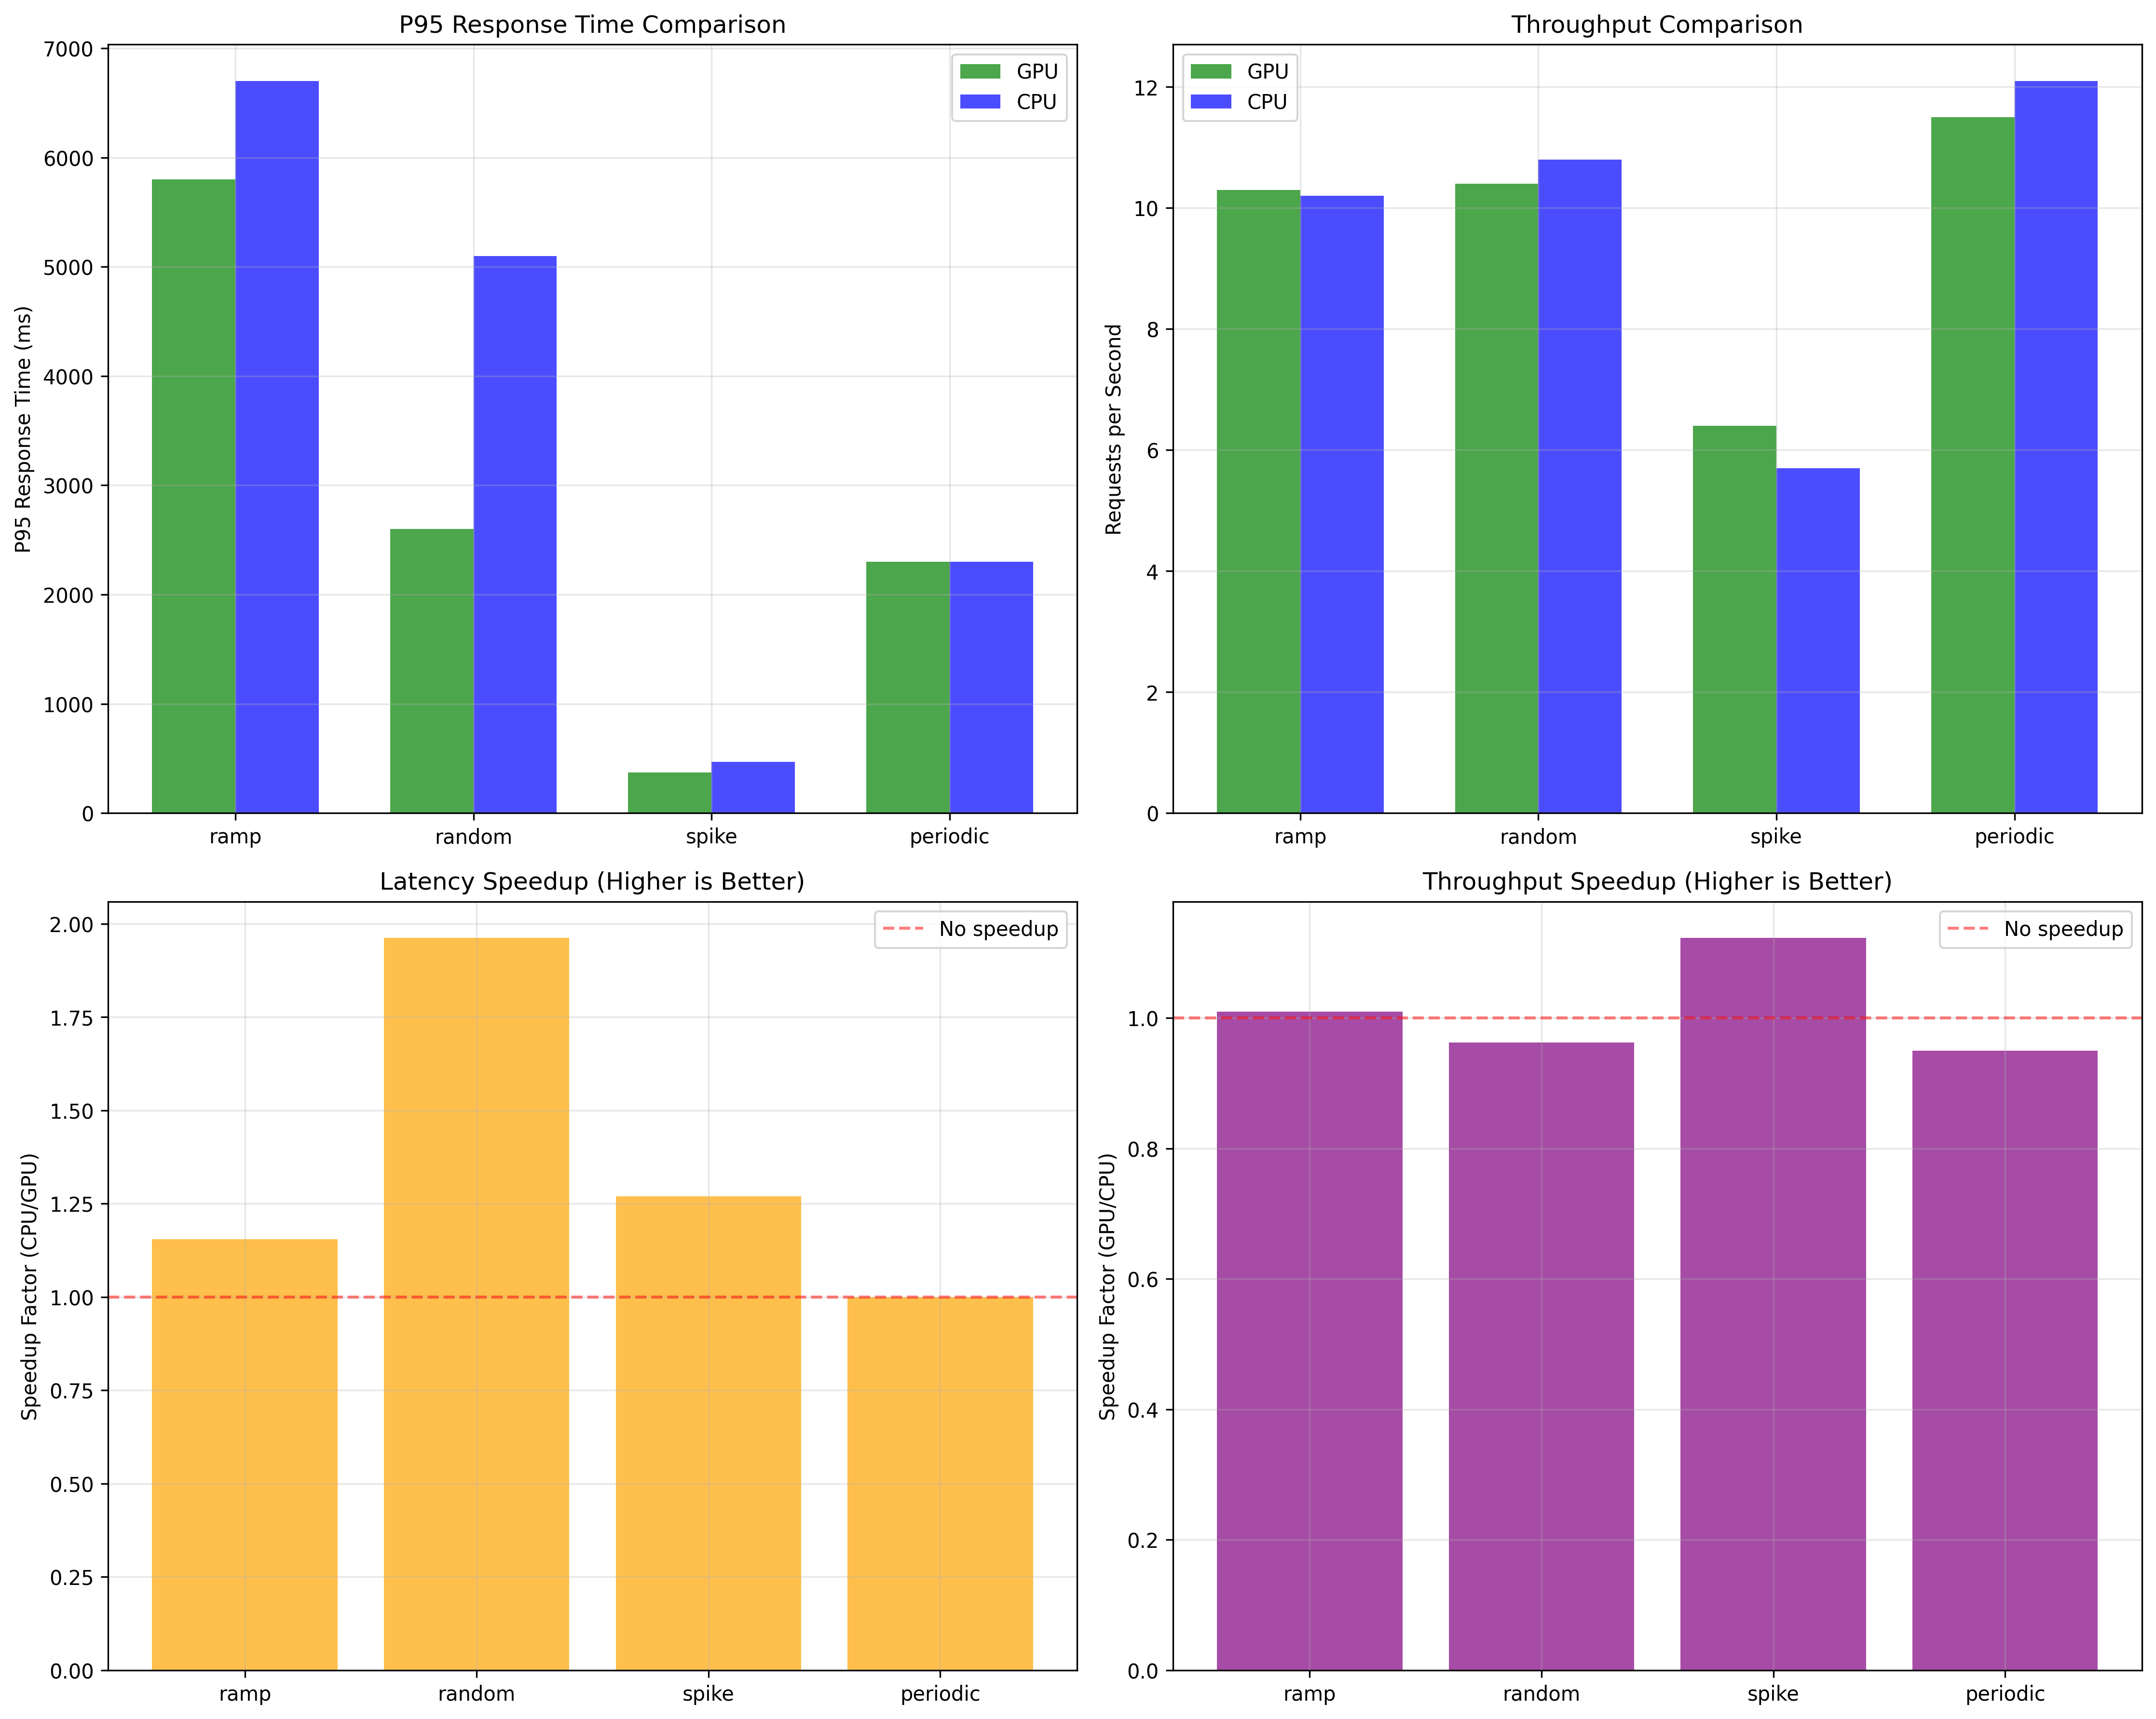 P95 Response Time Comparison
P95 Response Time (ms)
7000
6000
5000
4000
3000
2000
1000
0
GPU
CPU
ramp random spike periodic
Throughput Comparison
Requests per Second
12
10
8
6
4
2
0
GPU
CPU
ramp random spike periodic
Latency Speedup (Higher is Better)
Speedup Factor (CPU/GPU)
2.00
1.75
1.50
1.25
1.00
0.75
0.50
0.25
0.00
No speedup
ramp random spike periodic
Throughput Speedup (Higher is Better)
Speedup Factor (GPU/CPU)
1.0
0.8
0.6
0.4
0.2
0.0
No speedup
ramp random spike periodic